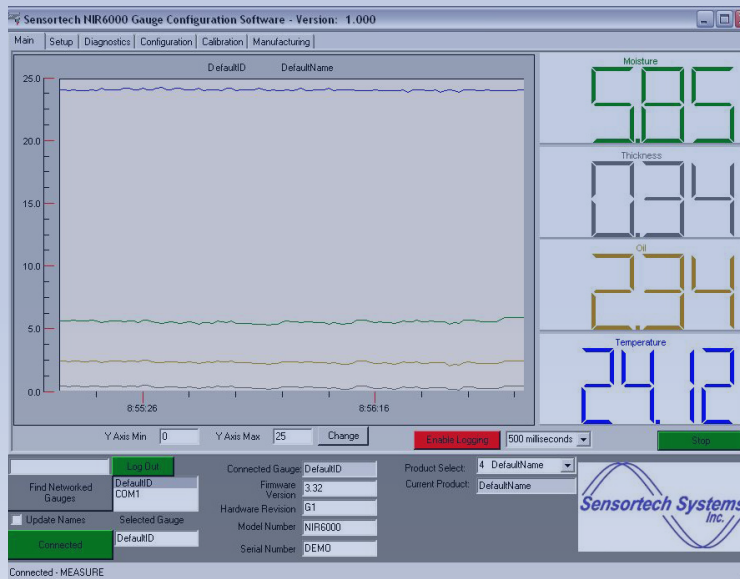 Sensortech NIR6000 Gauge Configuration Software - Version: 1.000
Main Setup Diagnostics Configuration Calibration Manufacturing
DefaultID DefaultName
25.0
20.0
15.0
10.0
5.0
0.0
8:55:26 8:56:16
Y Axis Min 0 Y Axis Max 25 Change
Moisture
5.85
Thickness
0.34
Oil
2.34
Temperature
24.12
Enable Logging 500 milliseconds Stop
Log Out
Find Networked Gauges
DefaultID
COM1
Update Names Selected Gauge
Connected DefaultID
Connected Gauge DefaultID
Firmware Version 3.32
Hardware Revision G1
Model Number NIR6000
Serial Number DEMO
Product Select: 4 DefaultName
Current Product: DefaultName
Sensortech Systems
Inc.
Connected - MEASURE